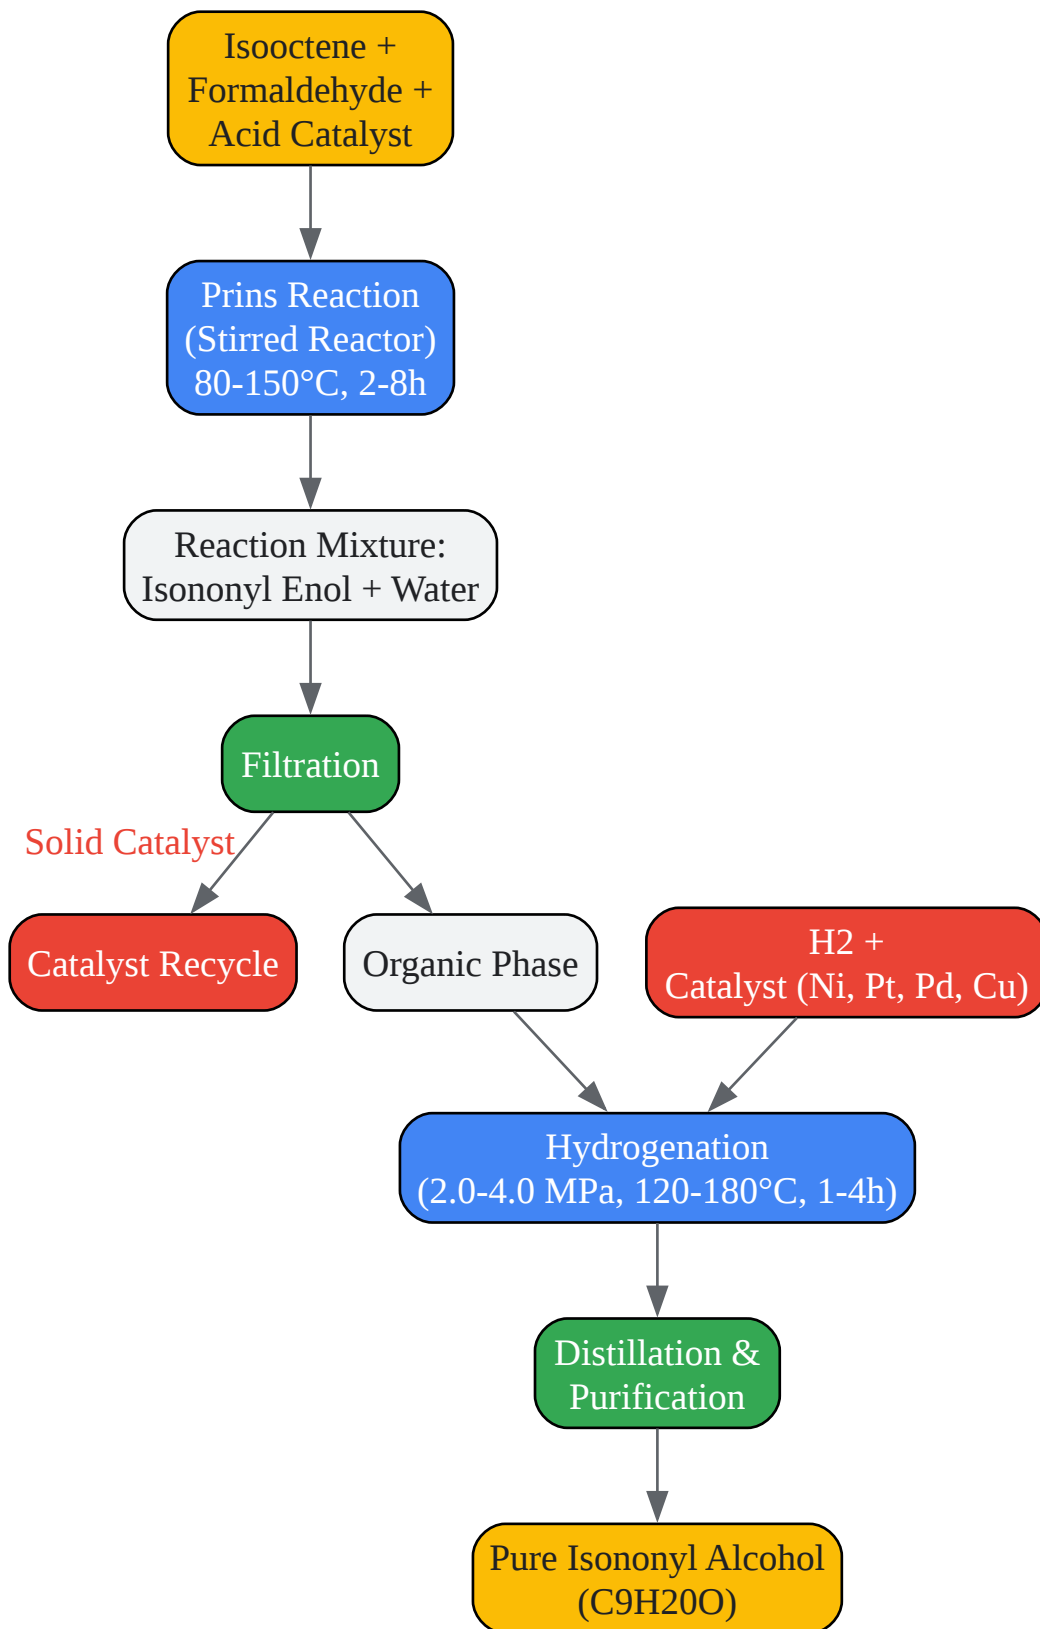 Isooctene +
Formaldehyde +
Acid Catalyst
Prins Reaction
(Stirred Reactor)
80-150°C, 2-8h
Reaction Mixture:
Isononyl Enol + Water
Filtration
Solid Catalyst
Catalyst Recycle
Organic Phase
H2 +
Catalyst (Ni, Pt, Pd, Cu)
Hydrogenation
(2.0-4.0 MPa, 120-180°C, 1-4h)
Distillation &
Purification
Pure Isononyl Alcohol
(C9H20O)